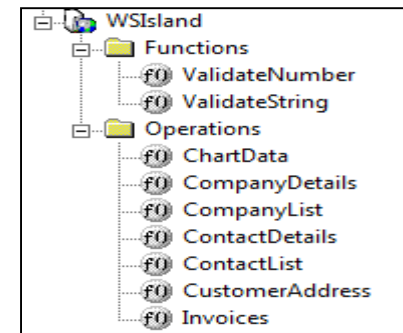 WSIsland
Functions
f() ValidateNumber
f() ValidateString
Operations
f() ChartData
f() CompanyDetails
f() CompanyList
f() ContactDetails
f() ContactList
f() CustomerAddress
f() Invoices